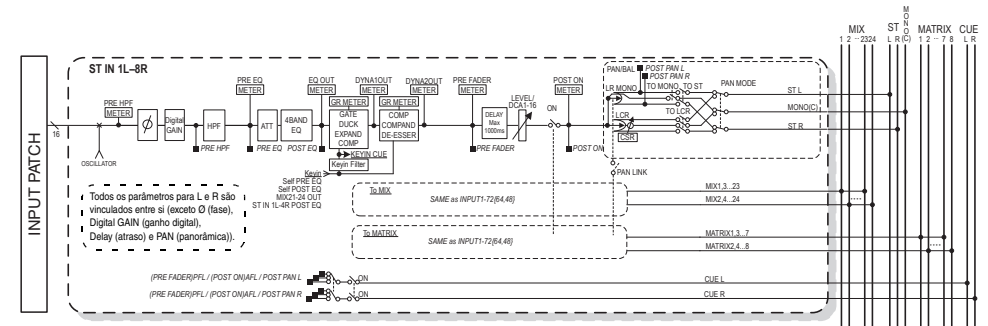 MONO(C)
MIX
ST
MATRIX
CUE
1 2 ·· 2324
L R
1 2 ·· 7 8
L R
INPUT PATCH
16
ST IN 1L–8R
PRE HPF
METER
OSCILLATOR
Ø
Digital
GAIN
HPF
PRE HPF
PRE EQ
METER
ATT
PRE EQ
4BAND
EQ
POST EQ
EQ OUT
METER
DYNA1OUT
METER
GR METER
GATE
DUCK
EXPAND
COMP
KEYIN CUE
Keyin Filter
Keyin
Self PRE EQ
Self POST EQ
MIX21-24 OUT
ST IN 1L-4R POST EQ
DYNA2OUT
METER
GR METER
COMP
COMPAND
DE-ESSER
PRE FADER
METER
PRE FADER
DELAY
Max
1000ms
LEVEL/
DCA1-16
ON
POST ON
METER
POST ON
PAN/BAL
POST PAN L
POST PAN R
LR MONO
TO MONO
TO ST
PAN MODE
LCR
TO LCR
CSR
PAN LINK
ST L
MONO(C)
ST R
Todos os parâmetros para L e R são
vinculados entre si (exceto Ø (fase),
Digital GAIN (ganho digital),
Delay (atraso) e PAN (panorâmica)).
To MIX
SAME as INPUT1-72{64,48}
MIX1,3...23
MIX2,4...24
To MATRIX
SAME as INPUT1-72{64,48}
MATRIX1,3...7
MATRIX2,4...8
(PRE FADER)PFL / (POST ON)AFL / POST PAN L
ON
CUE L
(PRE FADER)PFL / (POST ON)AFL / POST PAN R
ON
CUE R